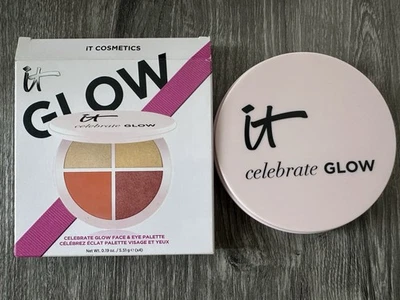 iT COSMETICS
it
GLOW
it
celebrate GLOW
CELEBRATE GLOW FACE & EYE PALETTE
CÉLÉBREZ ÉCLAT PALETTE VISAGE ET YEUX
it
celebrate GLOW